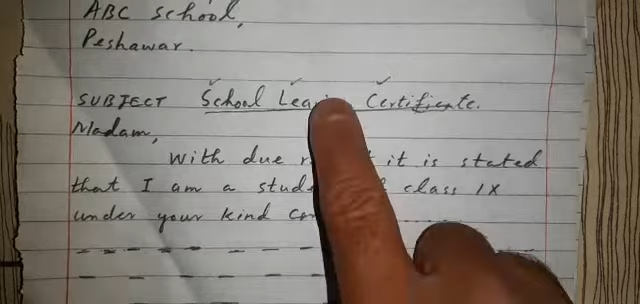 ABC school,
Peshawar.
SUBJECT School Lea Certificate.
Madam,
With due it is stated
that I am a class IX
under your kind